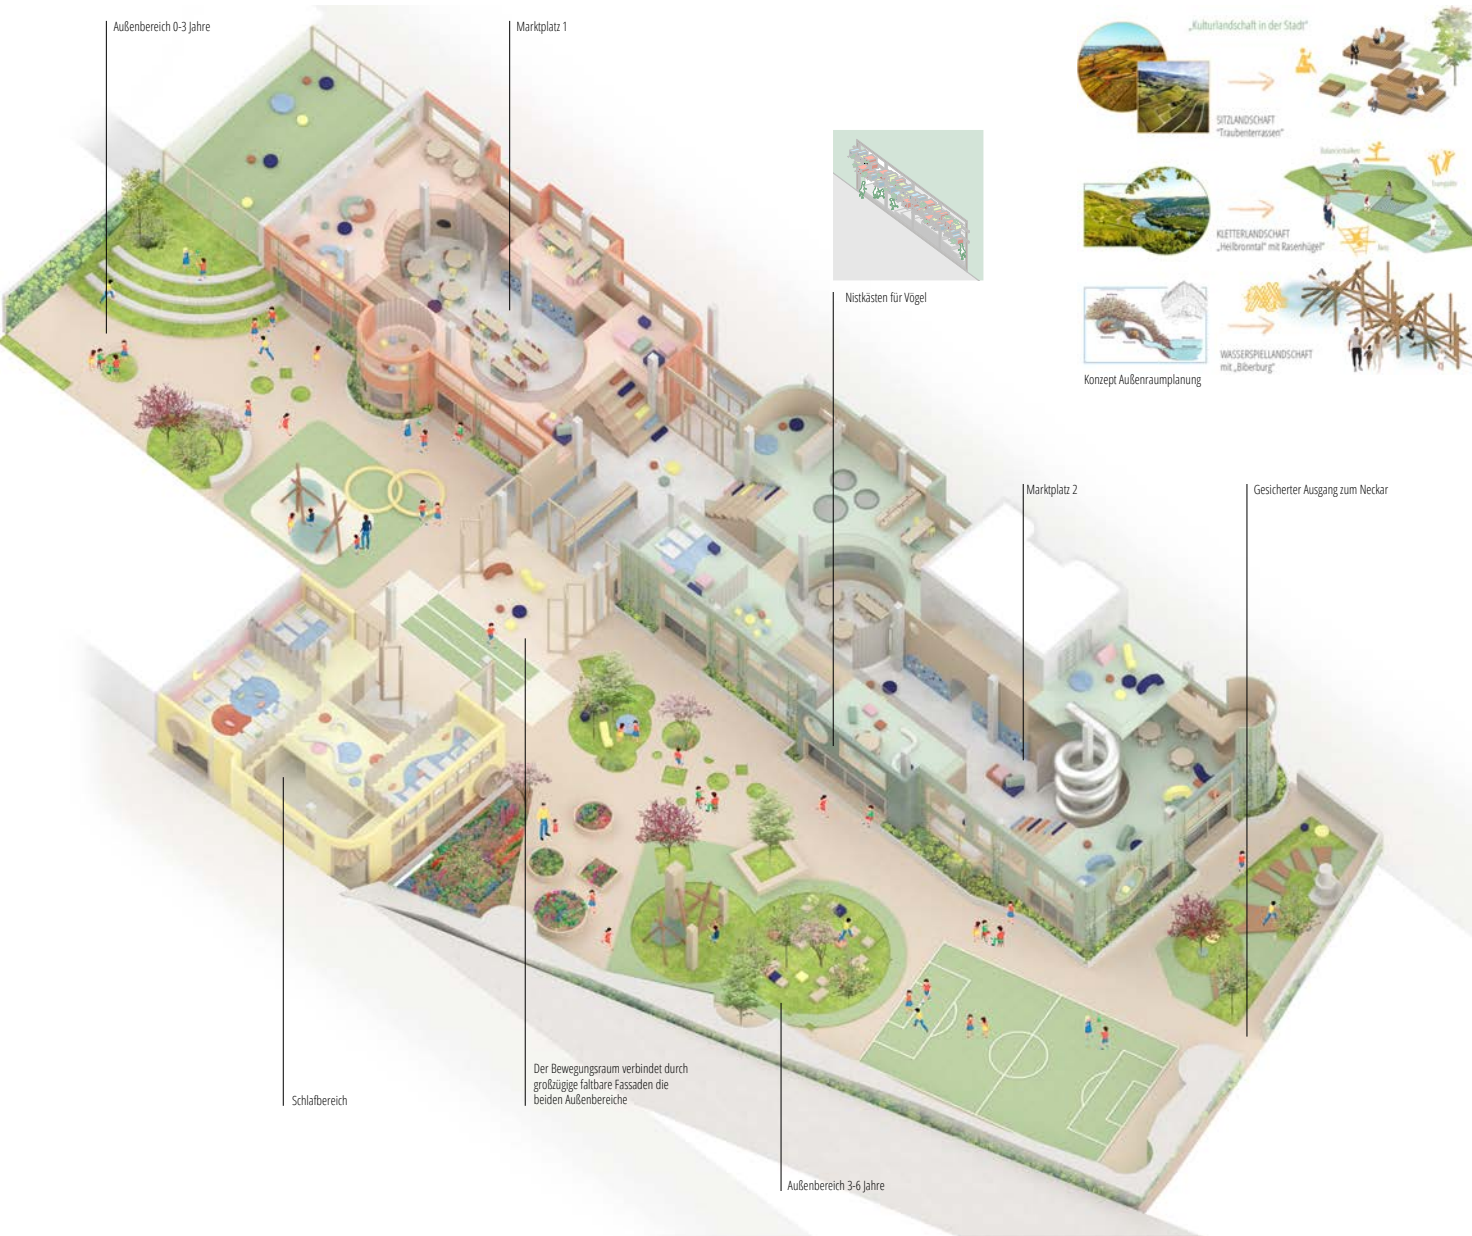 Außenbereich 0-3 Jahre
Marktplatz 1
„Kulturlandschaft in der Stadt"
SITZLANDSCHAFT
"Traubenterrassen"
Balancierbalken
KLETTERLANDSCHAFT
„Heilbronntal" mit Rasenhügel"
Netz
WASSERSPIELLANDSCHAFT
mit „Biberburg"
Konzept Außenraumplanung
Nistkästen für Vögel
Marktplatz 2
Gesicherter Ausgang zum Neckar
Der Bewegungsraum verbindet durch
großzügige faltbare Fassaden die
beiden Außenbereiche
Schlafbereich
Außenbereich 3-6 Jahre